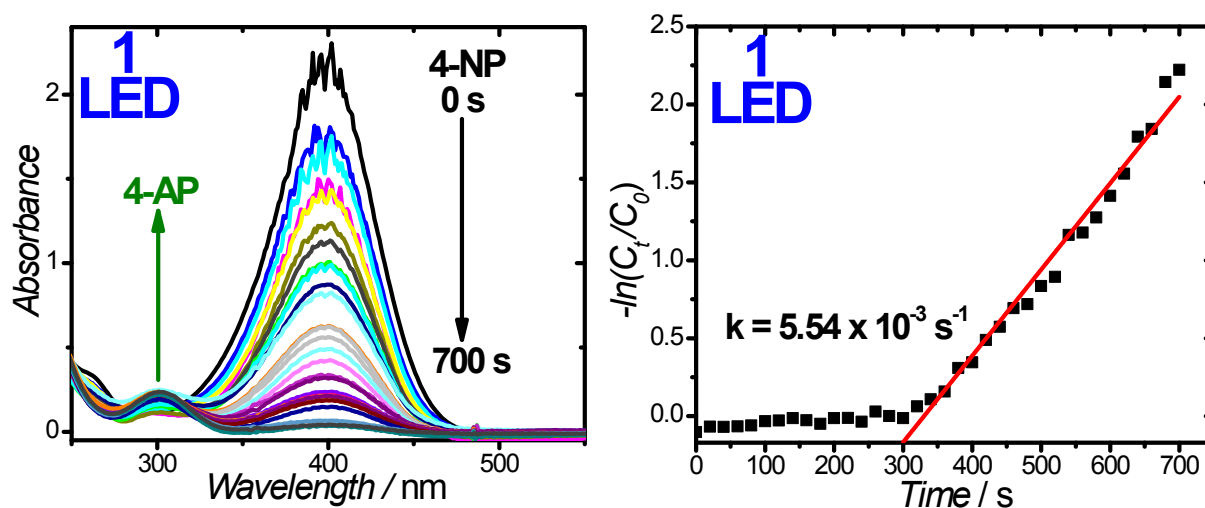 1
LED
4-NP
0 s
700 s
4-AP
Absorbance
2
1
0
300
400
500
Wavelength / nm
1
LED
k = 5.54 x 10⁻³ s⁻¹
-ln(Cₜ/C₀)
-2.5
2.0
1.5
1.0
0.5
0.0
0 100 200 300 400 500 600 700
Time / s